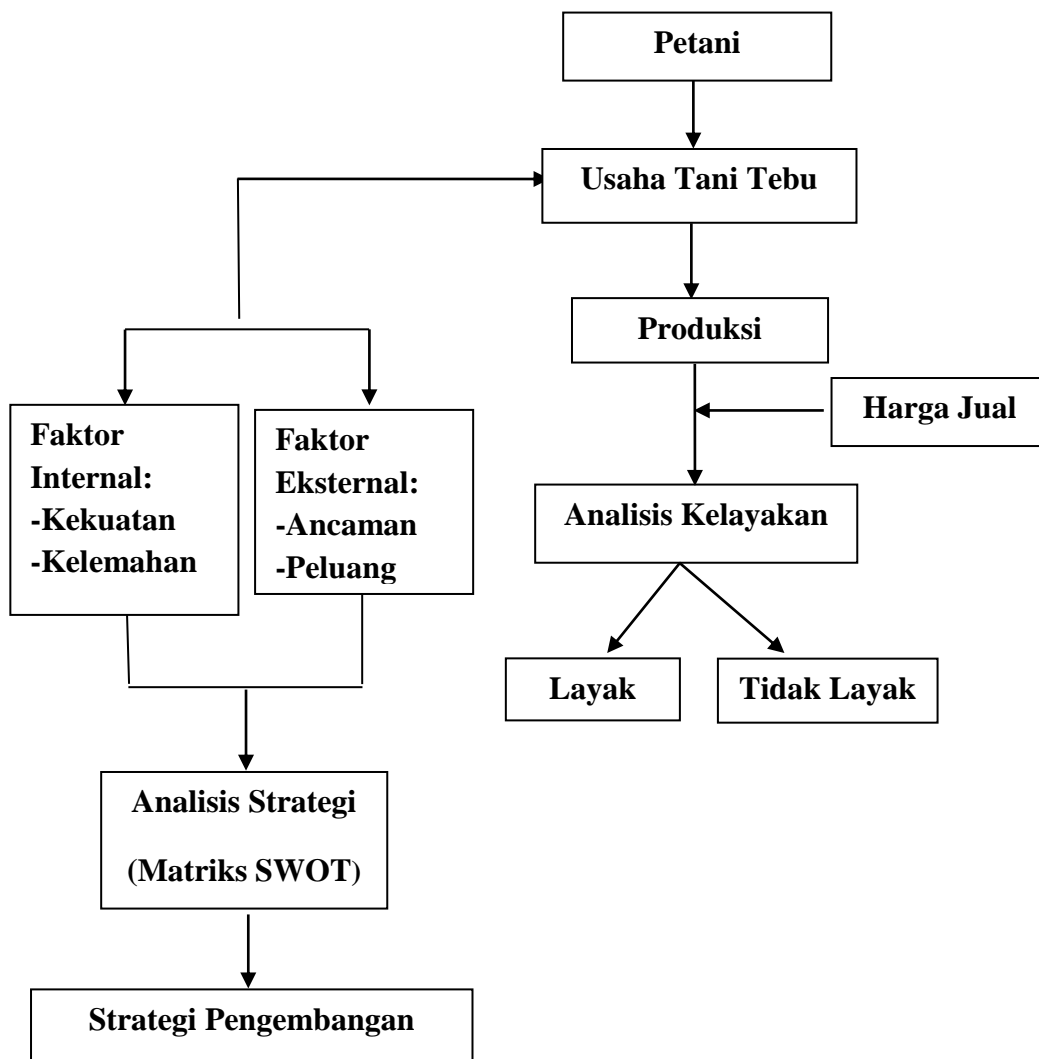 Petani
Usaha Tani Tebu
Produksi
Harga Jual
Faktor
Internal:
-Kekuatan
-Kelemahan
Faktor
Eksternal:
-Ancaman
-Peluang
Analisis Kelayakan
Layak
Tidak Layak
Analisis Strategi
(Matriks SWOT)
Strategi Pengembangan